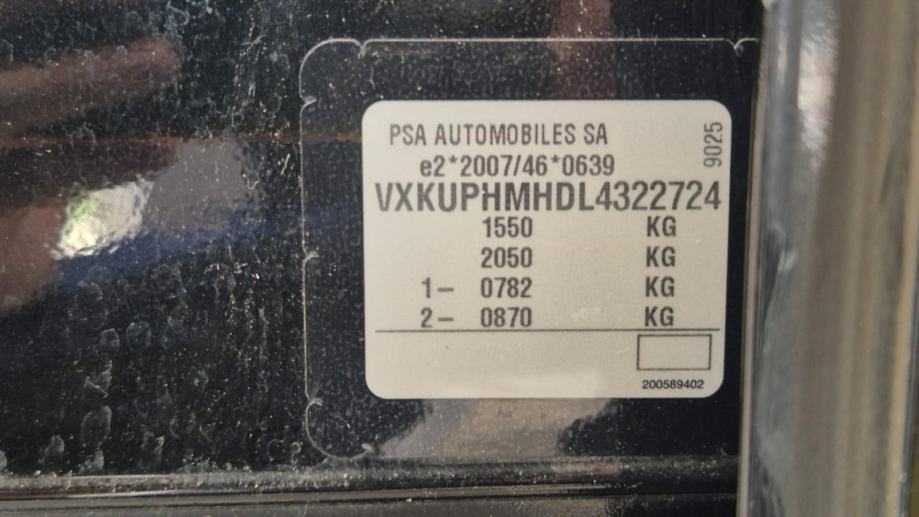 PSA AUTOMOBILES SA
9025
e2*2007/46*0639
VXKUPHMHDL4322724
1550 KG
2050 KG
1- 0782 KG
2- 0870 KG
200589402